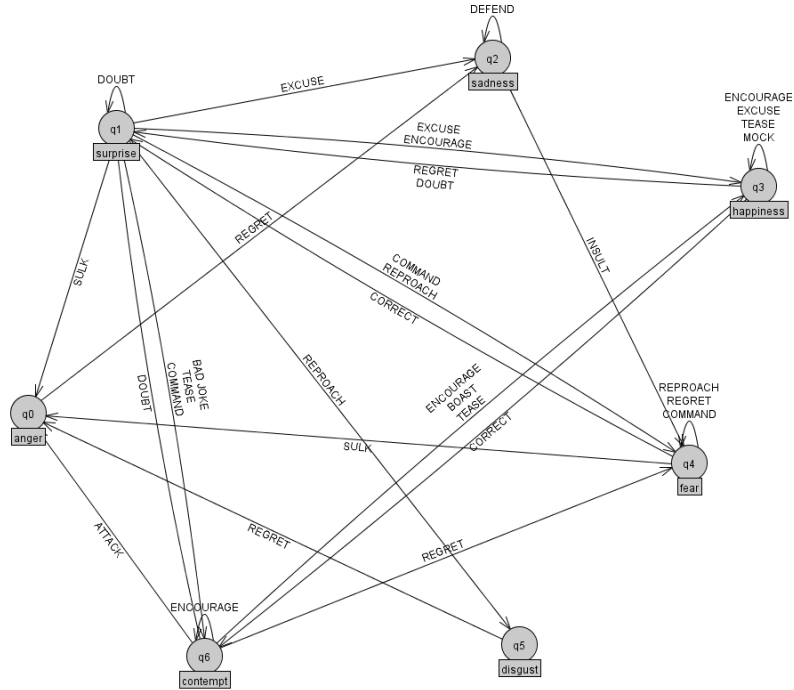 DEFEND
q2
sadness
DOUBT
q1
surprise
EXCUSE
ENCOURAGE
EXCUSE
TEASE
MOCK
q3
happiness
EXCUSE
ENCOURAGE
REGRET
DOUBT
REGRET
SULK
INSULT
COMMAND
REPROACH
CORRECT
REPROACH
DOUBT
BAD JOKE
TEASE
COMMAND
ENCOURAGE
BOAST
TEASE
CORRECT
REPROACH
REGRET
COMMAND
q4
fear
q0
anger
SULK
ATTACK
REGRET
REGRET
ENCOURAGE
q6
contempt
q5
disgust